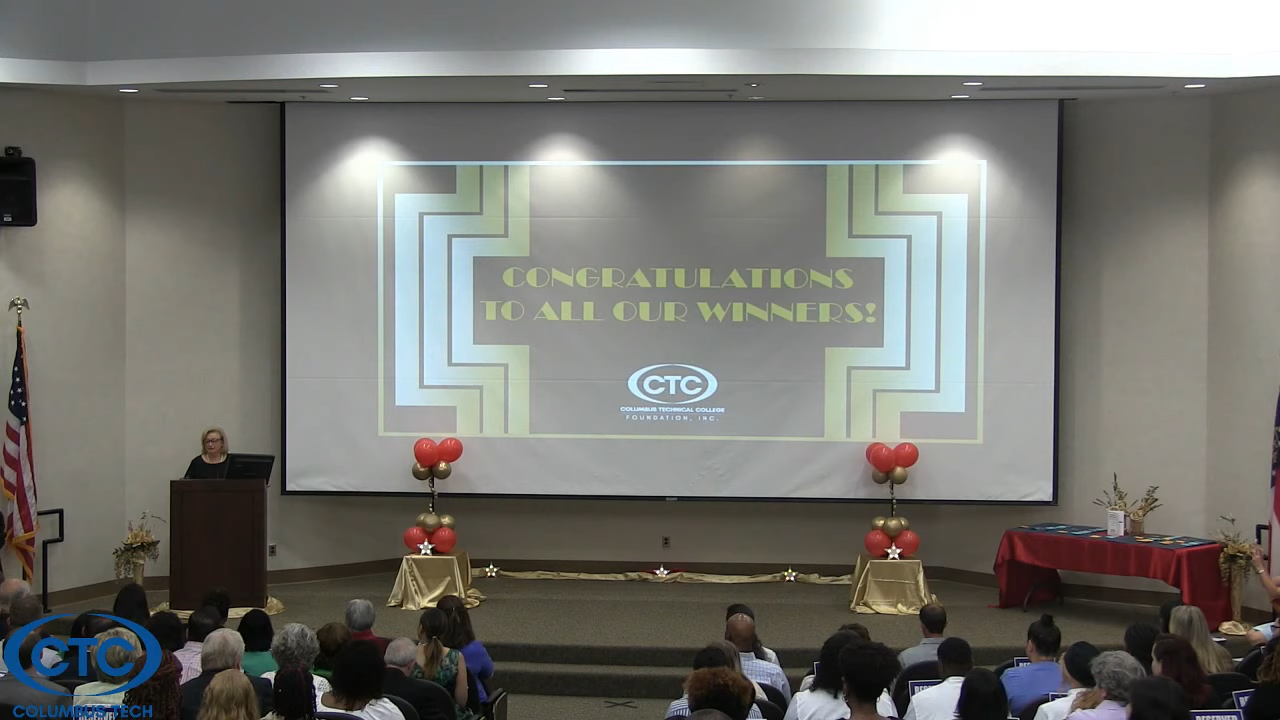 CONGRATULATIONS
TO ALL OUR WINNERS!
CTC
COLUMBUS TECHNICAL COLLEGE
FOUNDATION, INC.
CTC
COLUMBUS TECH